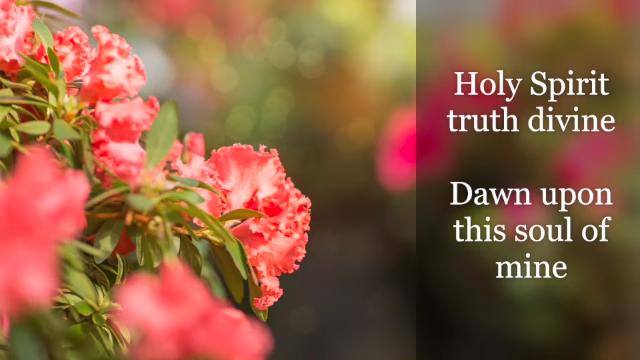 Holy Spirit
truth divine
Dawn upon
this soul of
mine